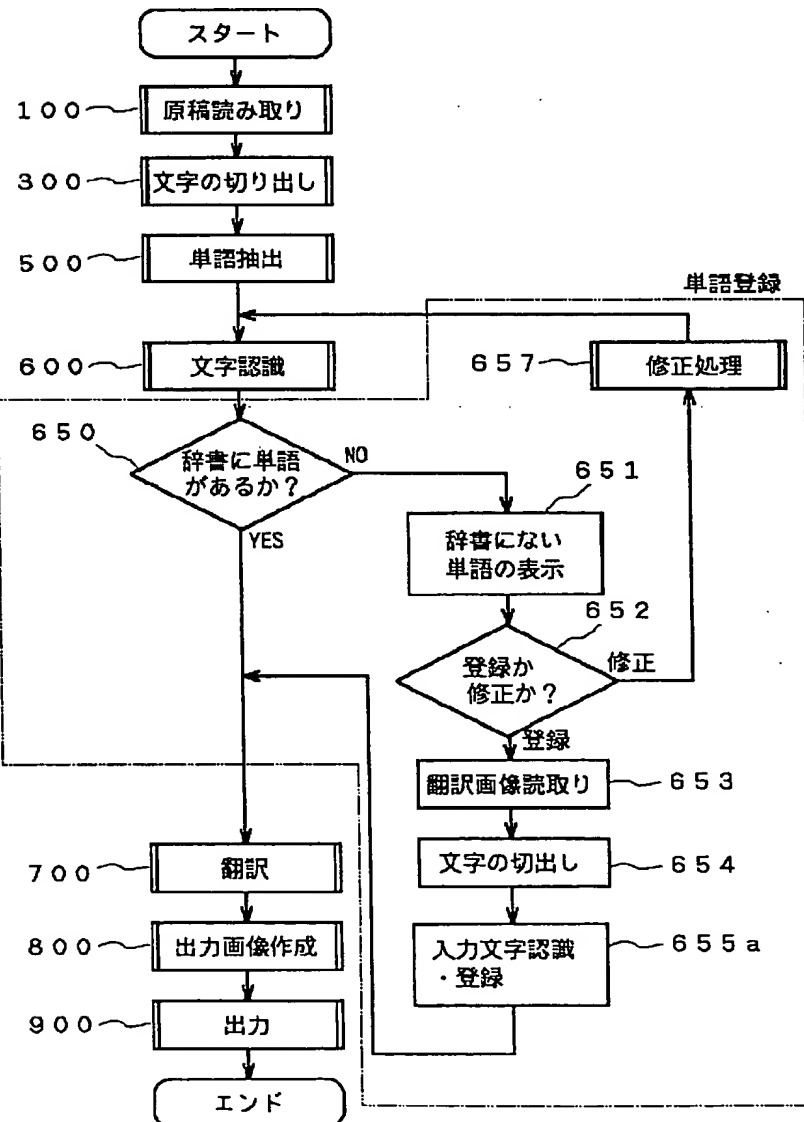 スタート
100
原稿読み取り
300
文字の切り出し
500
単語抽出
単語登録
600
文字認識
657
修正処理
650
辞書に単語
があるか?
NO
YES
651
辞書にない
単語の表示
652
登録か
修正か?
修正
登録
翻訳画像読取り
653
文字の切出し
654
入力文字認識
・登録
655a
700
翻訳
800
出力画像作成
900
出力
エンド